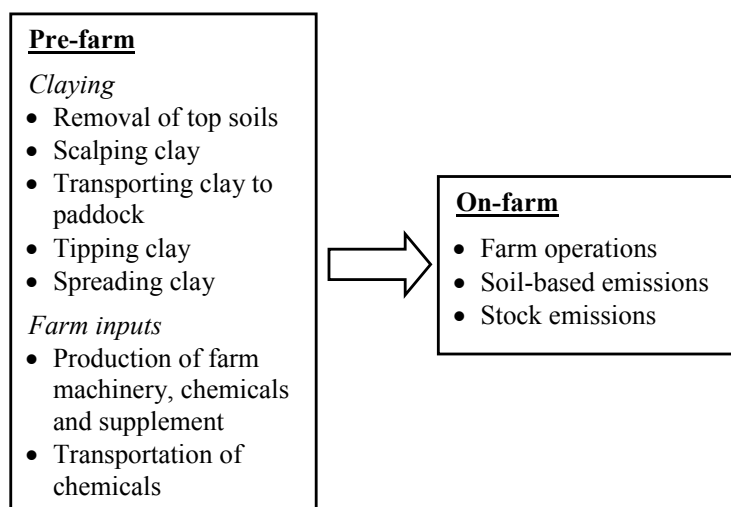 Pre-farm
Claying
• Removal of top soils
• Scalping clay
• Transporting clay to
paddock
• Tipping clay
• Spreading clay
Farm inputs
• Production of farm
machinery, chemicals
and supplement
• Transportation of
chemicals
On-farm
• Farm operations
• Soil-based emissions
• Stock emissions